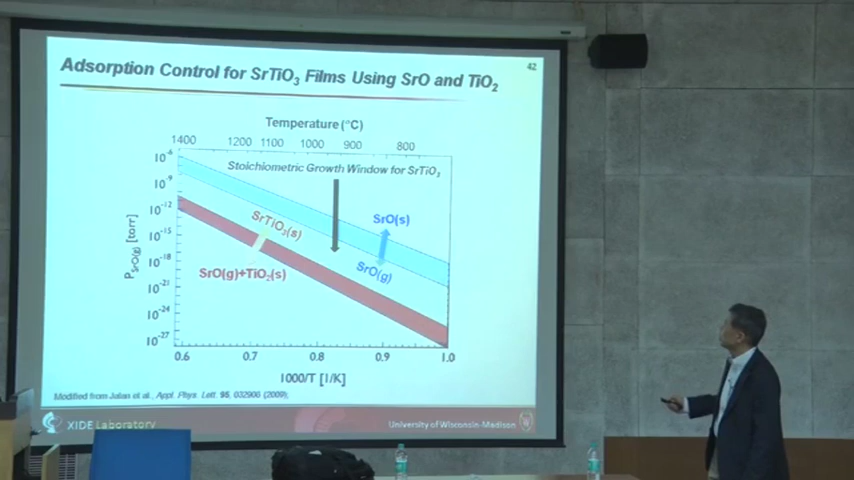 Adsorption Control for SrTiO₃ Films Using SrO and TiO₂
42
Temperature (°C)
1400 1200 1100 1000 900 800
Stoichiometric Growth Window for SrTiO₃
10⁻⁶
10⁻⁹
10⁻¹²
10⁻¹⁵
10⁻¹⁸
10⁻²¹
10⁻²⁴
10⁻²⁷
P_SrO(g) [torr]
SrO(s)
SrTiO₃(s)
SrO(g)
SrO(g)+TiO₂(s)
0.6 0.7 0.8 0.9 1.0
1000/T [1/K]
Modified from Jalan et al., Appl. Phys. Lett. 95, 032906 (2009);
XIDE Laboratory
University of Wisconsin-Madison